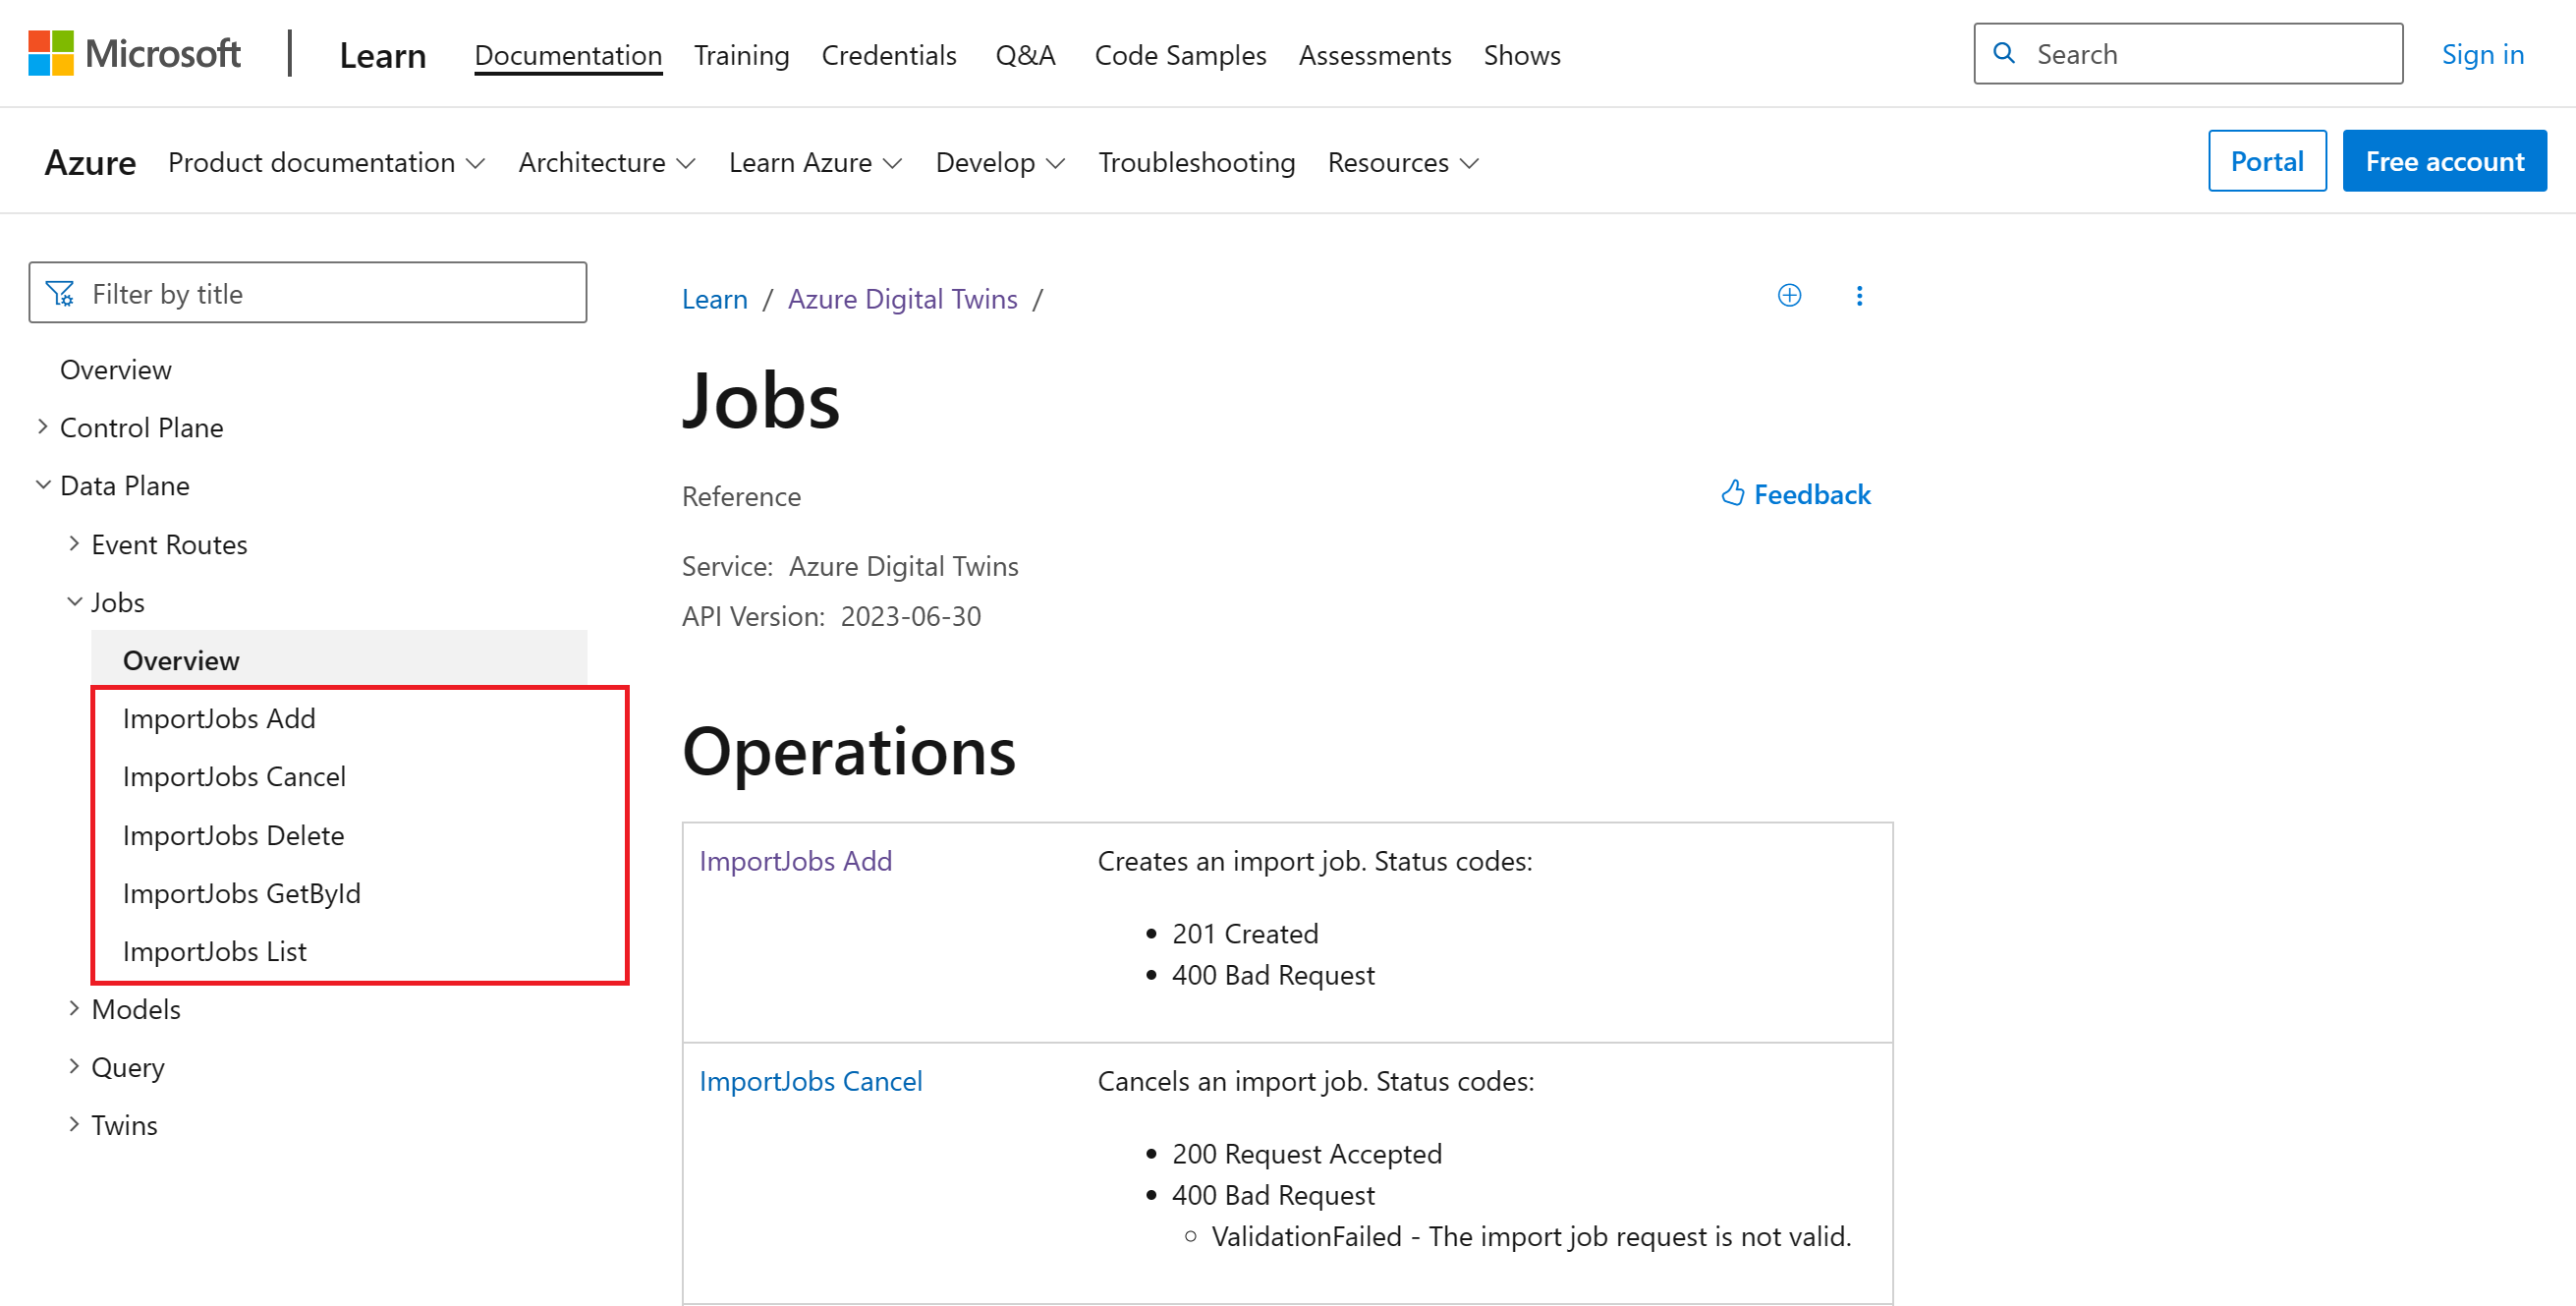 Microsoft | Learn Documentation Training Credentials Q&A Code Samples Assessments Shows Search Sign in
Azure Product documentation Architecture Learn Azure Develop Troubleshooting Resources Portal Free account
Filter by title
Overview
Control Plane
Data Plane
Event Routes
Jobs
Overview
ImportJobs Add
ImportJobs Cancel
ImportJobs Delete
ImportJobs GetById
ImportJobs List
Models
Query
Twins
Learn / Azure Digital Twins /
Jobs
Reference
Feedback
Service: Azure Digital Twins
API Version: 2023-06-30
Operations
ImportJobs Add
Creates an import job. Status codes:
• 201 Created
• 400 Bad Request
ImportJobs Cancel
Cancels an import job. Status codes:
• 200 Request Accepted
• 400 Bad Request
◦ ValidationFailed - The import job request is not valid.